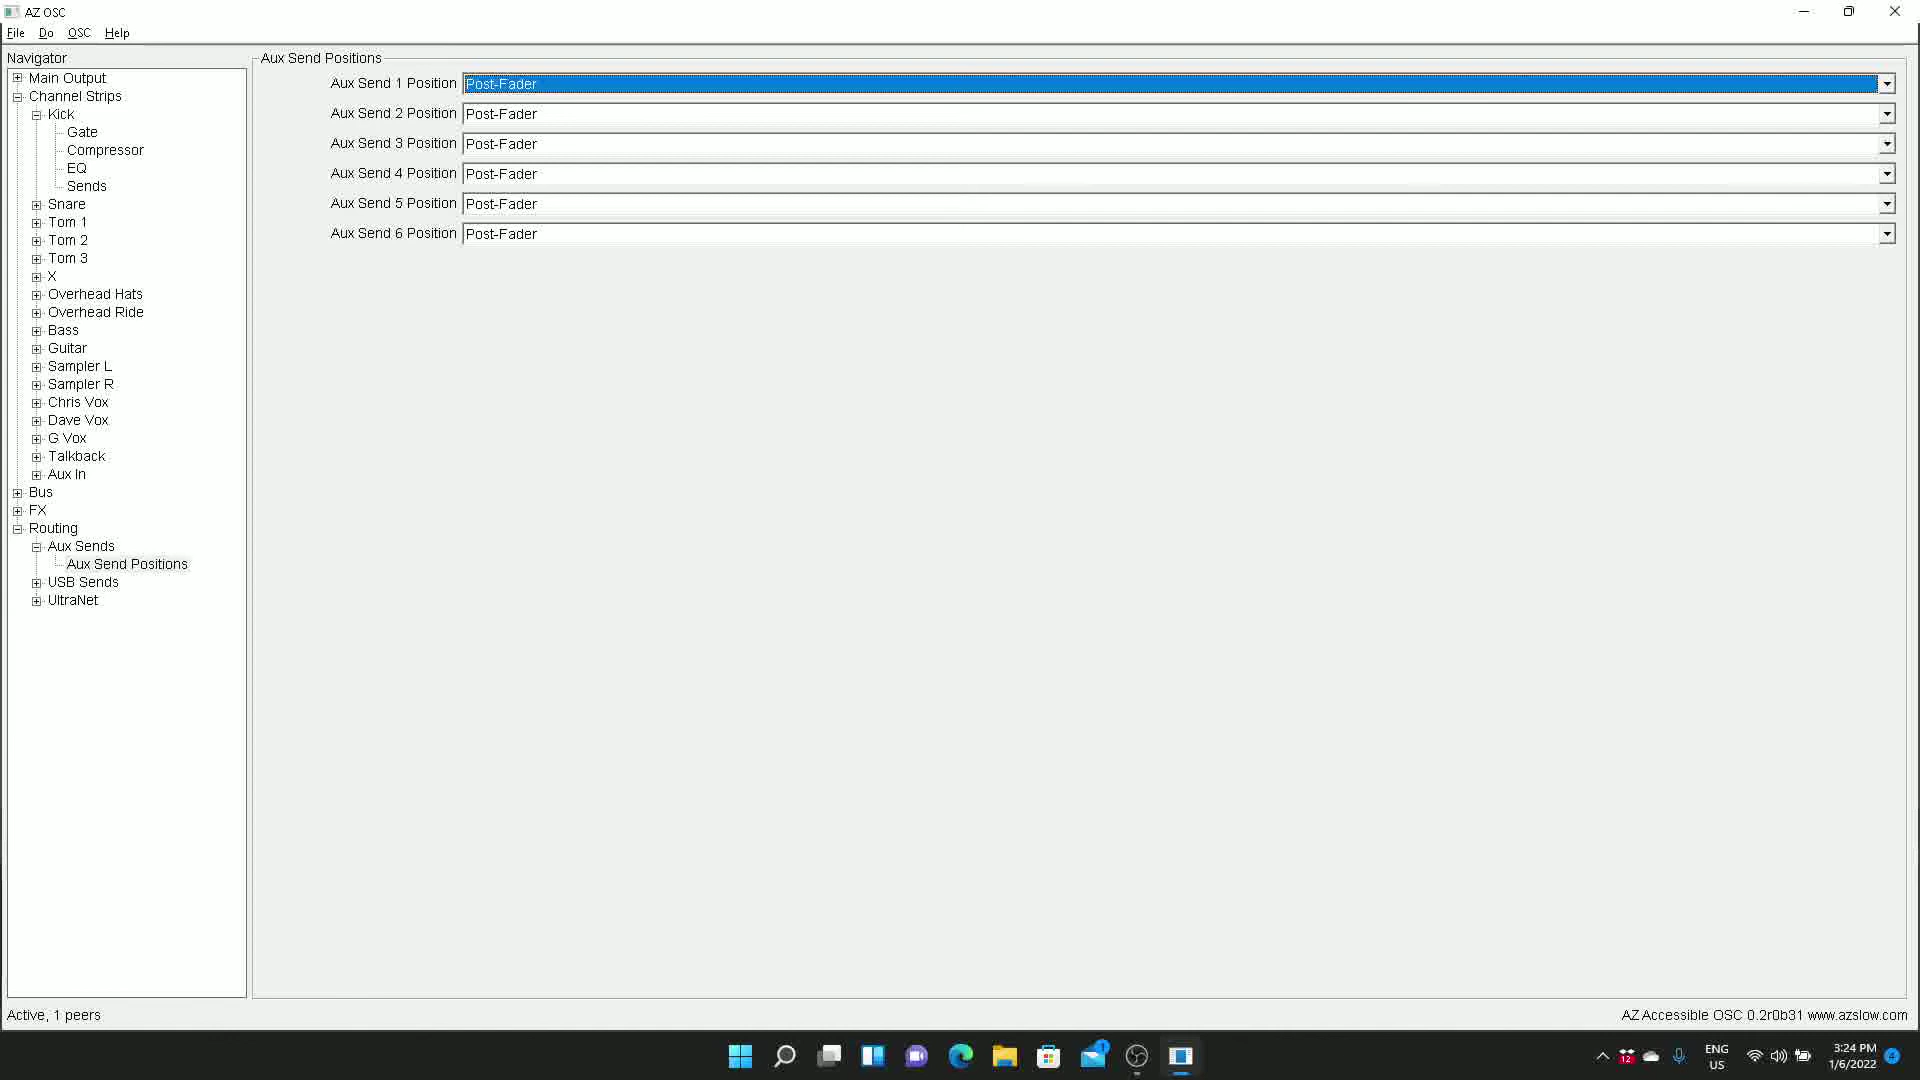 AZ OSC
File Do OSC Help
Navigator
Main Output
Channel Strips
Kick
Gate
Compressor
EQ
Sends
Snare
Tom 1
Tom 2
Tom 3
X
Overhead Hats
Overhead Ride
Bass
Guitar
Sampler L
Sampler R
Chris Vox
Dave Vox
G Vox
Talkback
Aux In
Bus
FX
Routing
Aux Sends
Aux Send Positions
USB Sends
UltraNet
Aux Send Positions
Aux Send 1 Position Post-Fader
Aux Send 2 Position Post-Fader
Aux Send 3 Position Post-Fader
Aux Send 4 Position Post-Fader
Aux Send 5 Position Post-Fader
Aux Send 6 Position Post-Fader
Active, 1 peers
AZ Accessible OSC 0.2r0b31 www.azslow.com
1
12
ENG
US
3:24 PM
1/6/2022
4